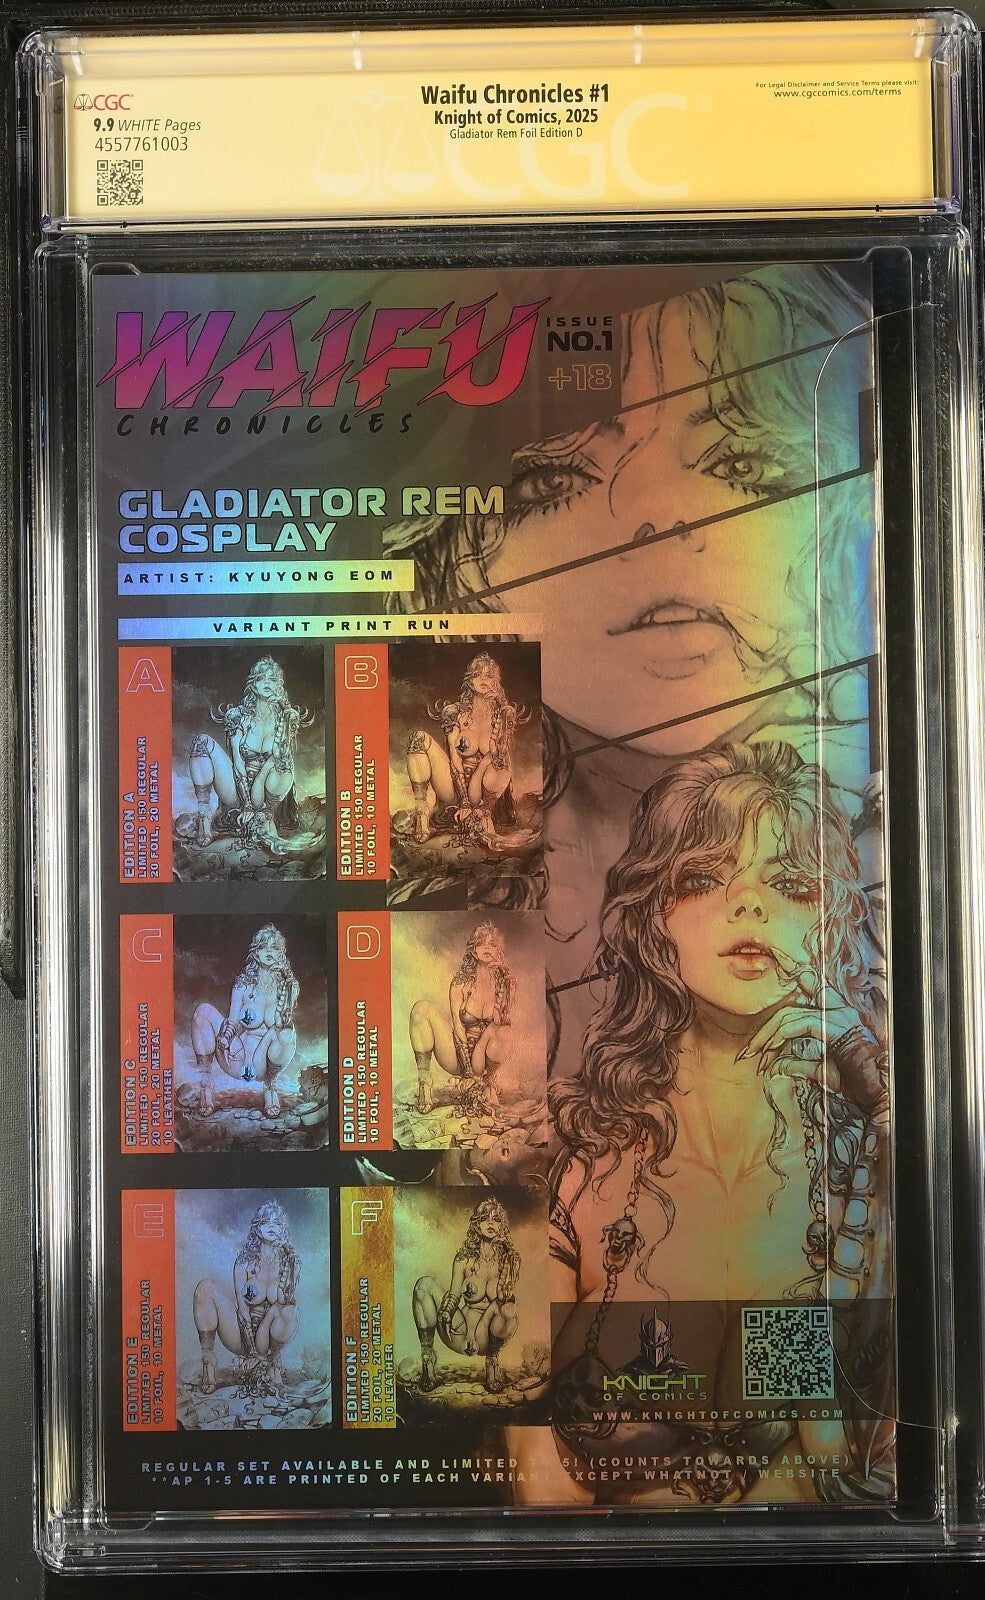 CGC
Waifu Chronicles #1
Knight of Comics, 2025
Gladiator Rem Foil Edition D
For Legal Disclaimer and Service Terms please visit:
www.cgccomics.com/terms
9.9 WHITE Pages
4557761003
CGC
WAIFU
CHRONICLES
ISSUE
NO.1
+18
GLADIATOR REM
COSPLAY
ARTIST: KYUYONG EOM
VARIANT PRINT RUN
A
EDITION A
LIMITED 150 REGULAR
20 FOIL, 20 METAL
B
EDITION B
LIMITED 150 REGULAR
10 FOIL, 10 METAL
C
EDITION C
LIMITED 150 REGULAR
20 FOIL, 20 METAL
10 LEATHER
D
EDITION D
LIMITED 150 REGULAR
10 FOIL, 10 METAL
E
EDITION E
LIMITED 150 REGULAR
10 FOIL, 10 METAL
F
EDITION F
LIMITED 150 REGULAR
20 FOIL, 20 METAL
10 LEATHER
KNIGHT
OF COMICS
WWW.KNIGHTOFCOMICS.COM
REGULAR SET AVAILABLE AND LIMITED TO 5! (COUNTS TOWARDS ABOVE)
**AP 1-5 ARE PRINTED OF EACH VARIANT EXCEPT WHATNOT / WEBSITE